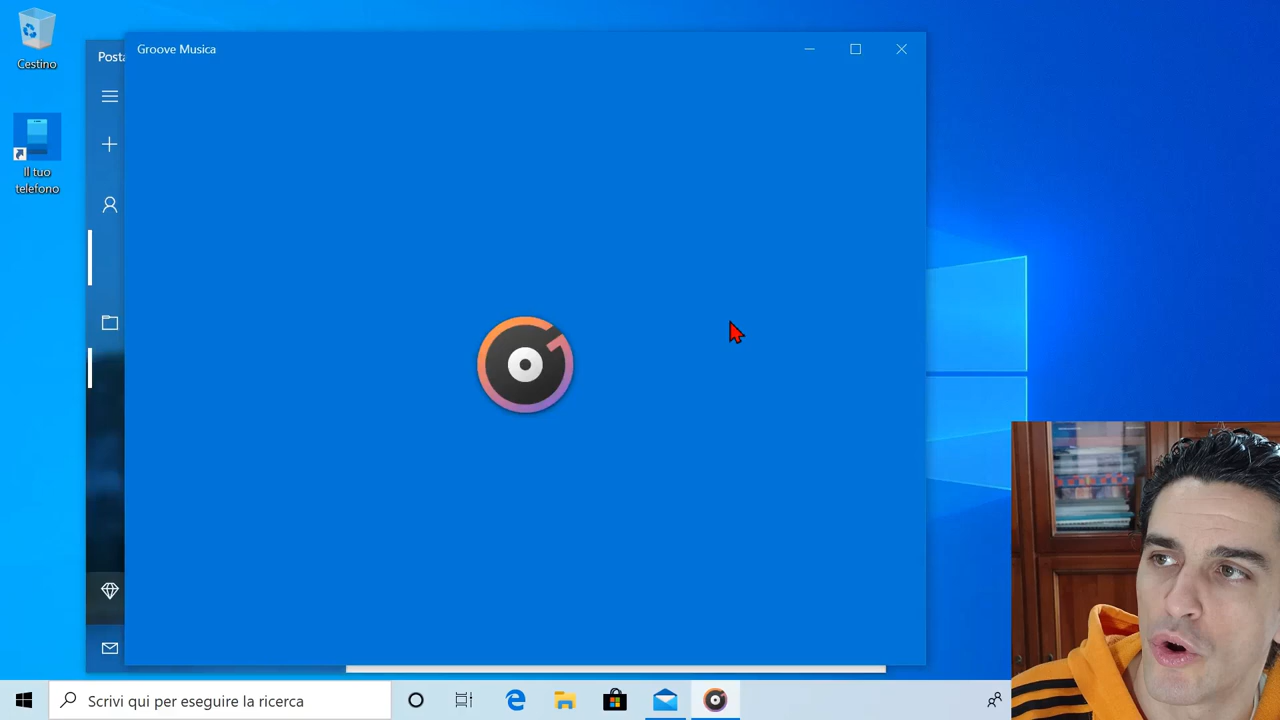 Cestino
Il tuo
telefono
Posta
Groove Musica
Scrivi qui per eseguire la ricerca